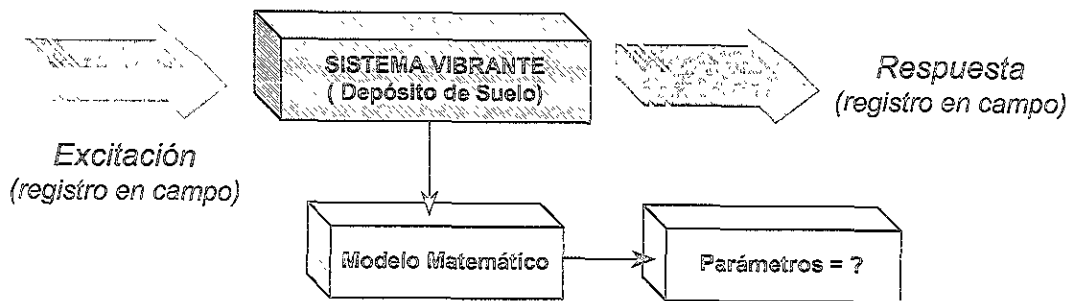 SISTEMA VIBRANTE
( Depósito de Suelo)
Respuesta
(registro en campo)
Excitación
(registro en campo)
Modelo Matemático
Parámetros = ?